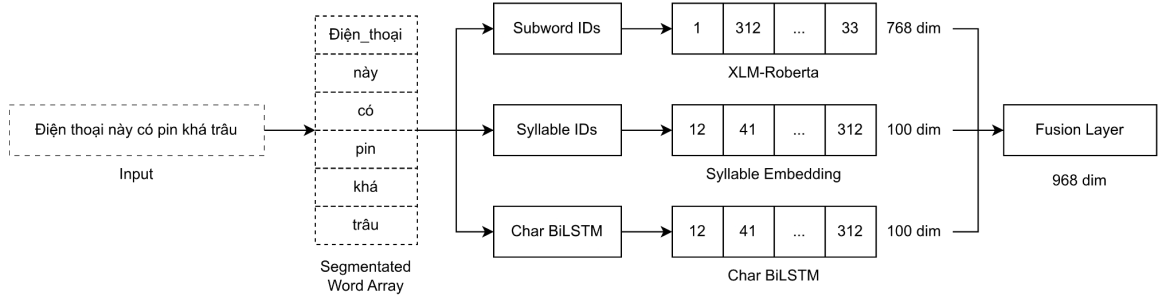 Điện thoại này có pin khá trâu
Input
Điện_thoại
này
có
pin
khá
trâu
Segmentated
Word Array
Subword IDs
1 312 ... 33 768 dim
XLM-Roberta
Syllable IDs
12 41 ... 312 100 dim
Syllable Embedding
Char BiLSTM
12 41 ... 312 100 dim
Char BiLSTM
Fusion Layer
968 dim